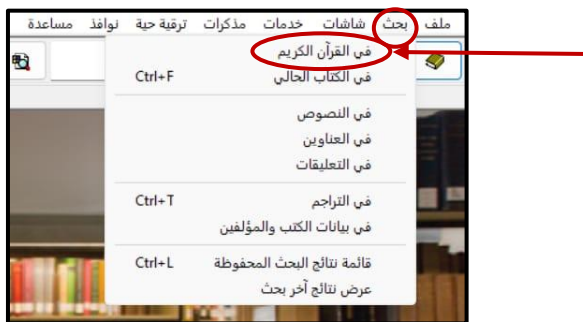 ملف بحث شاشات خدمات مذكرات ترقية حية نوافذ مساعدة
في القرآن الكريم
في الكتاب الحالي Ctrl+F
في النصوص
في العناوين
في التعليقات
في التراجم Ctrl+T
في بيانات الكتب والمؤلفين
قائمة نتائج البحث المحفوظة Ctrl+L
عرض نتائج آخر بحث